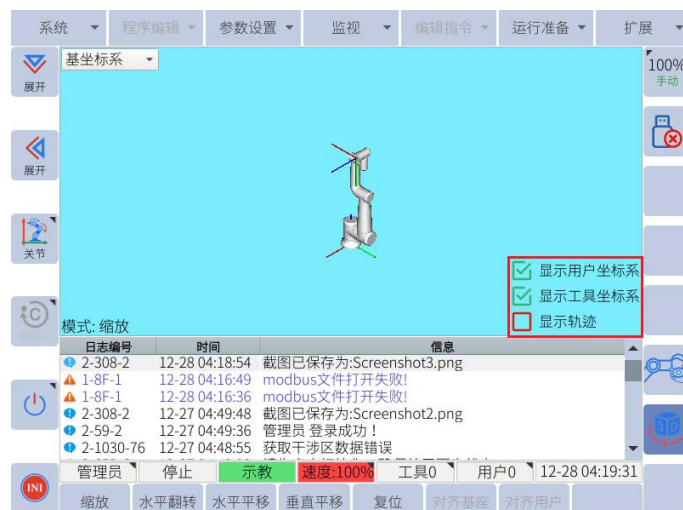 系统 程序编辑 参数设置 监视 编辑指令 运行准备 扩展
展开
基坐标系
100%
手动
展开
关节
显示用户坐标系
显示工具坐标系
显示轨迹
模式: 缩放
日志编号 时间 信息
2-308-2 12-28 04:18:54 截图已保存为:Screenshot3.png
1-8F-1 12-28 04:16:49 modbus文件打开失败!
1-8F-1 12-28 04:16:36 modbus文件打开失败!
2-308-2 12-27 04:49:48 截图已保存为:Screenshot2.png
2-59-2 12-27 04:49:36 管理员 登录成功！
2-1030-76 12-27 04:48:55 获取干涉区数据错误
管理员 停止 示教 速度:100% 工具0 用户0 12-28 04:19:31
INI
3D
缩放 水平翻转 水平平移 垂直平移 复位 对齐基座 对齐用户